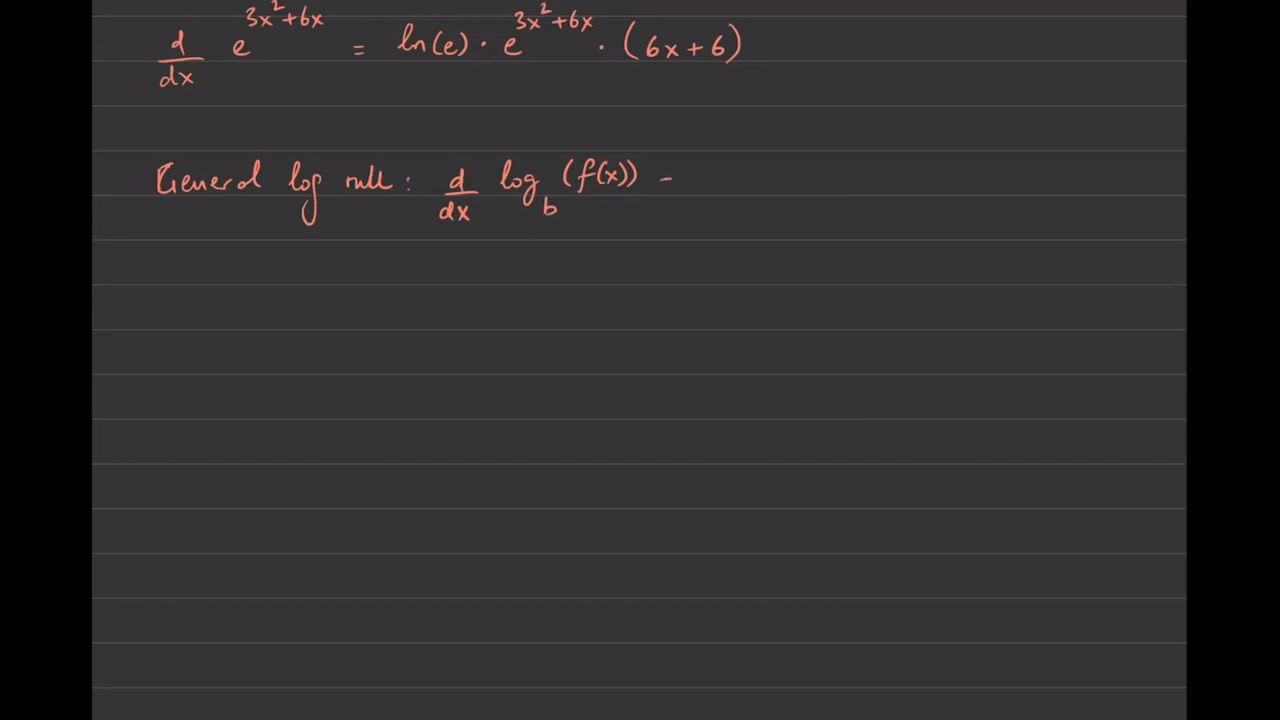 d/dx e^{3x²+6x} = ln(e) · e^{3x²+6x} · (6x+6)
General log rule: d/dx log_b (f(x)) -